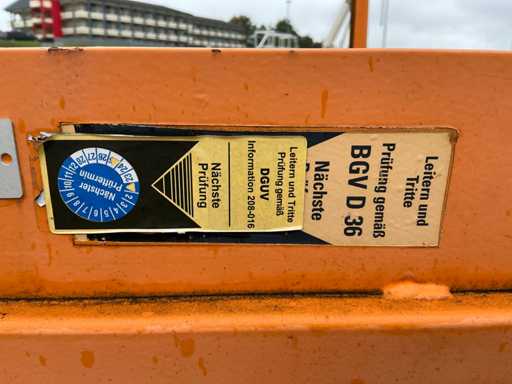 Leitern und Tritte
Prüfung gemäß
DGUV
Information 208-016
Nächste
Prüfung
Nächster
Prüftermin
Leitern und
Tritte
Prüfung gemäß
BGV D 36
Nächste